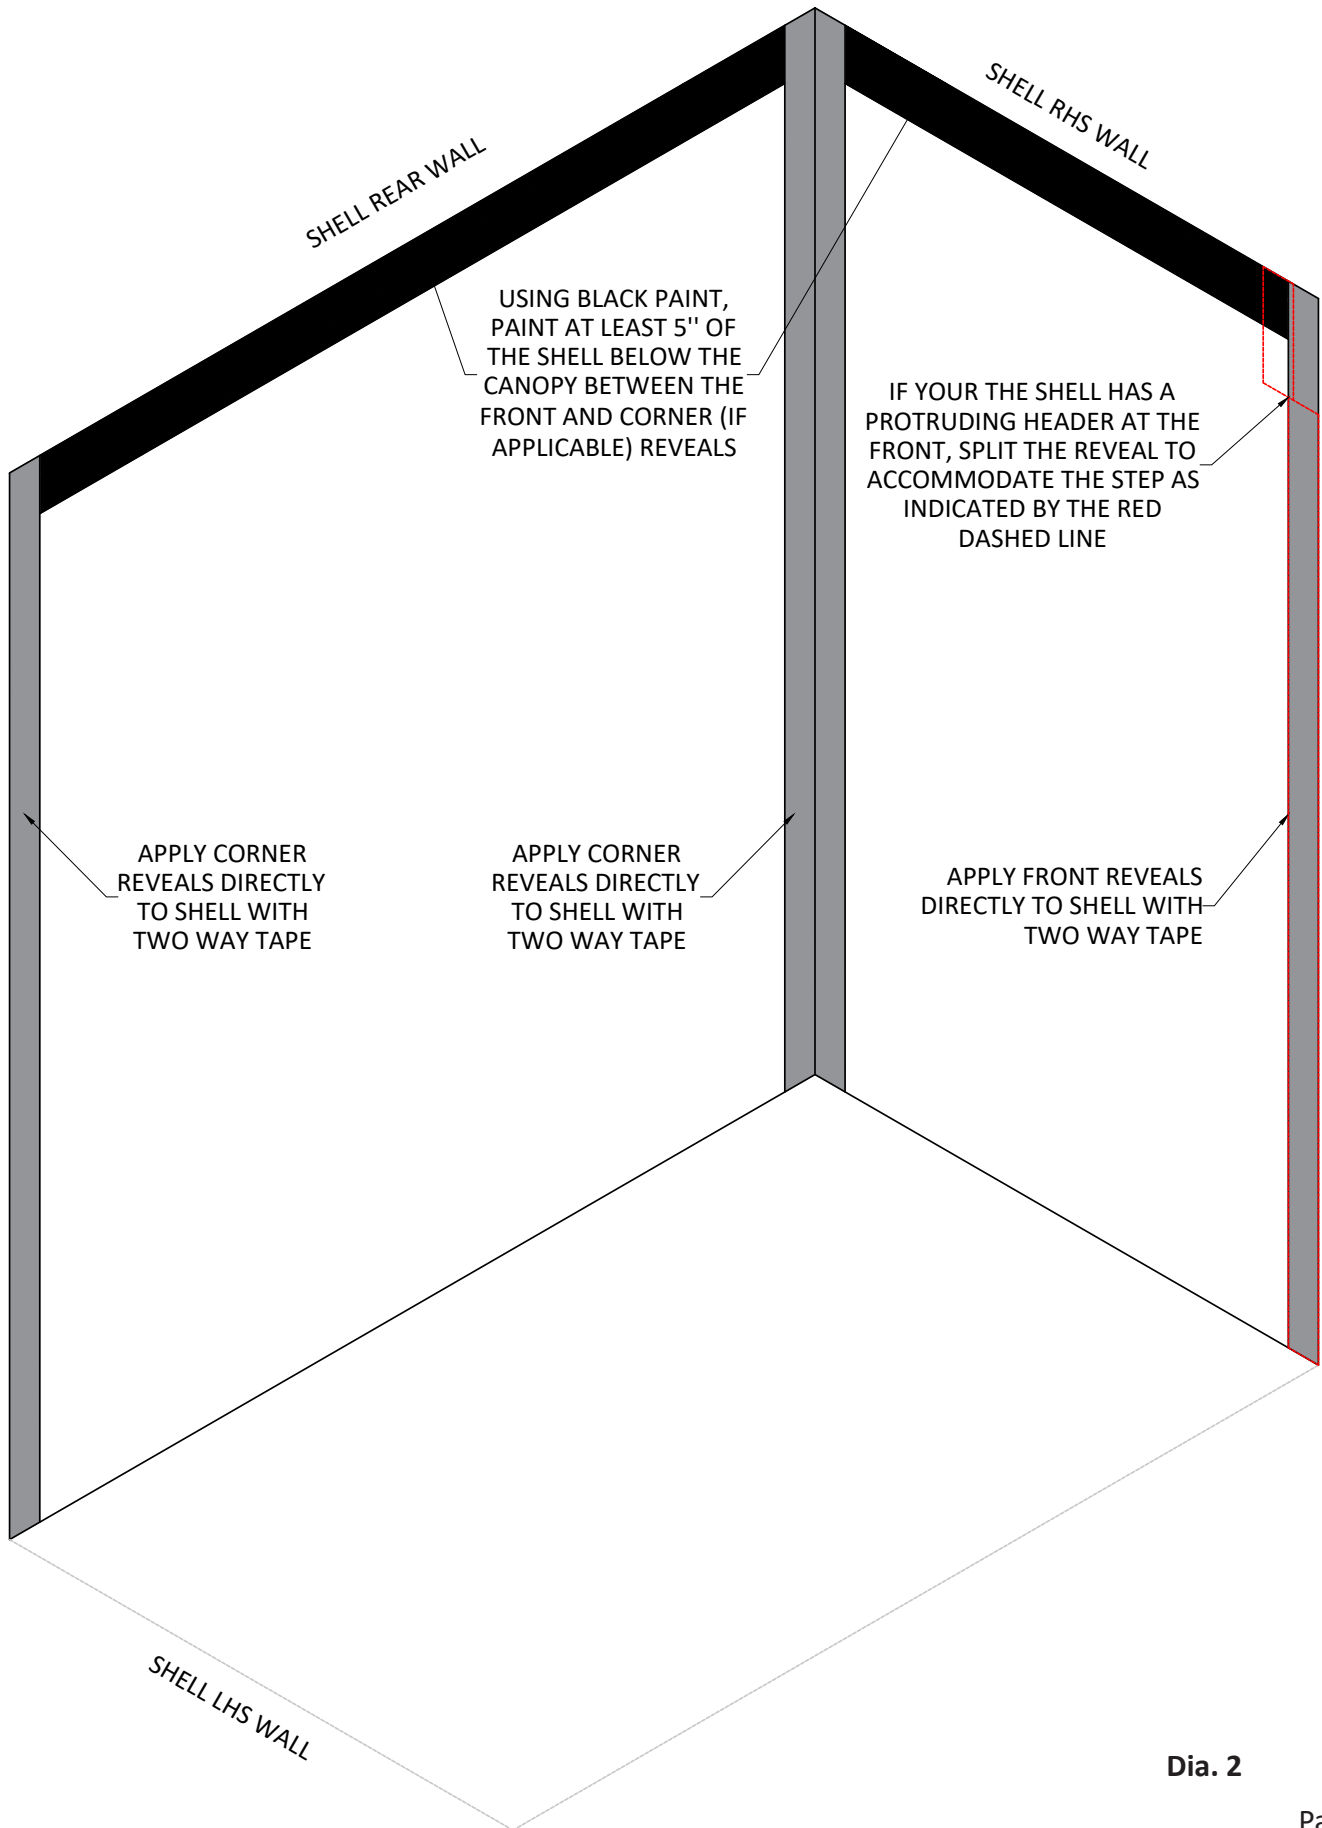 SHELL REAR WALL
SHELL RHS WALL
USING BLACK PAINT,
PAINT AT LEAST 5'' OF
THE SHELL BELOW THE
CANOPY BETWEEN THE
FRONT AND CORNER (IF
APPLICABLE) REVEALS
IF YOUR THE SHELL HAS A
PROTRUDING HEADER AT THE
FRONT, SPLIT THE REVEAL TO
ACCOMMODATE THE STEP AS
INDICATED BY THE RED
DASHED LINE
APPLY CORNER
REVEALS DIRECTLY
TO SHELL WITH
TWO WAY TAPE
APPLY CORNER
REVEALS DIRECTLY
TO SHELL WITH
TWO WAY TAPE
APPLY FRONT REVEALS
DIRECTLY TO SHELL WITH
TWO WAY TAPE
SHELL LHS WALL
Dia. 2
Pa